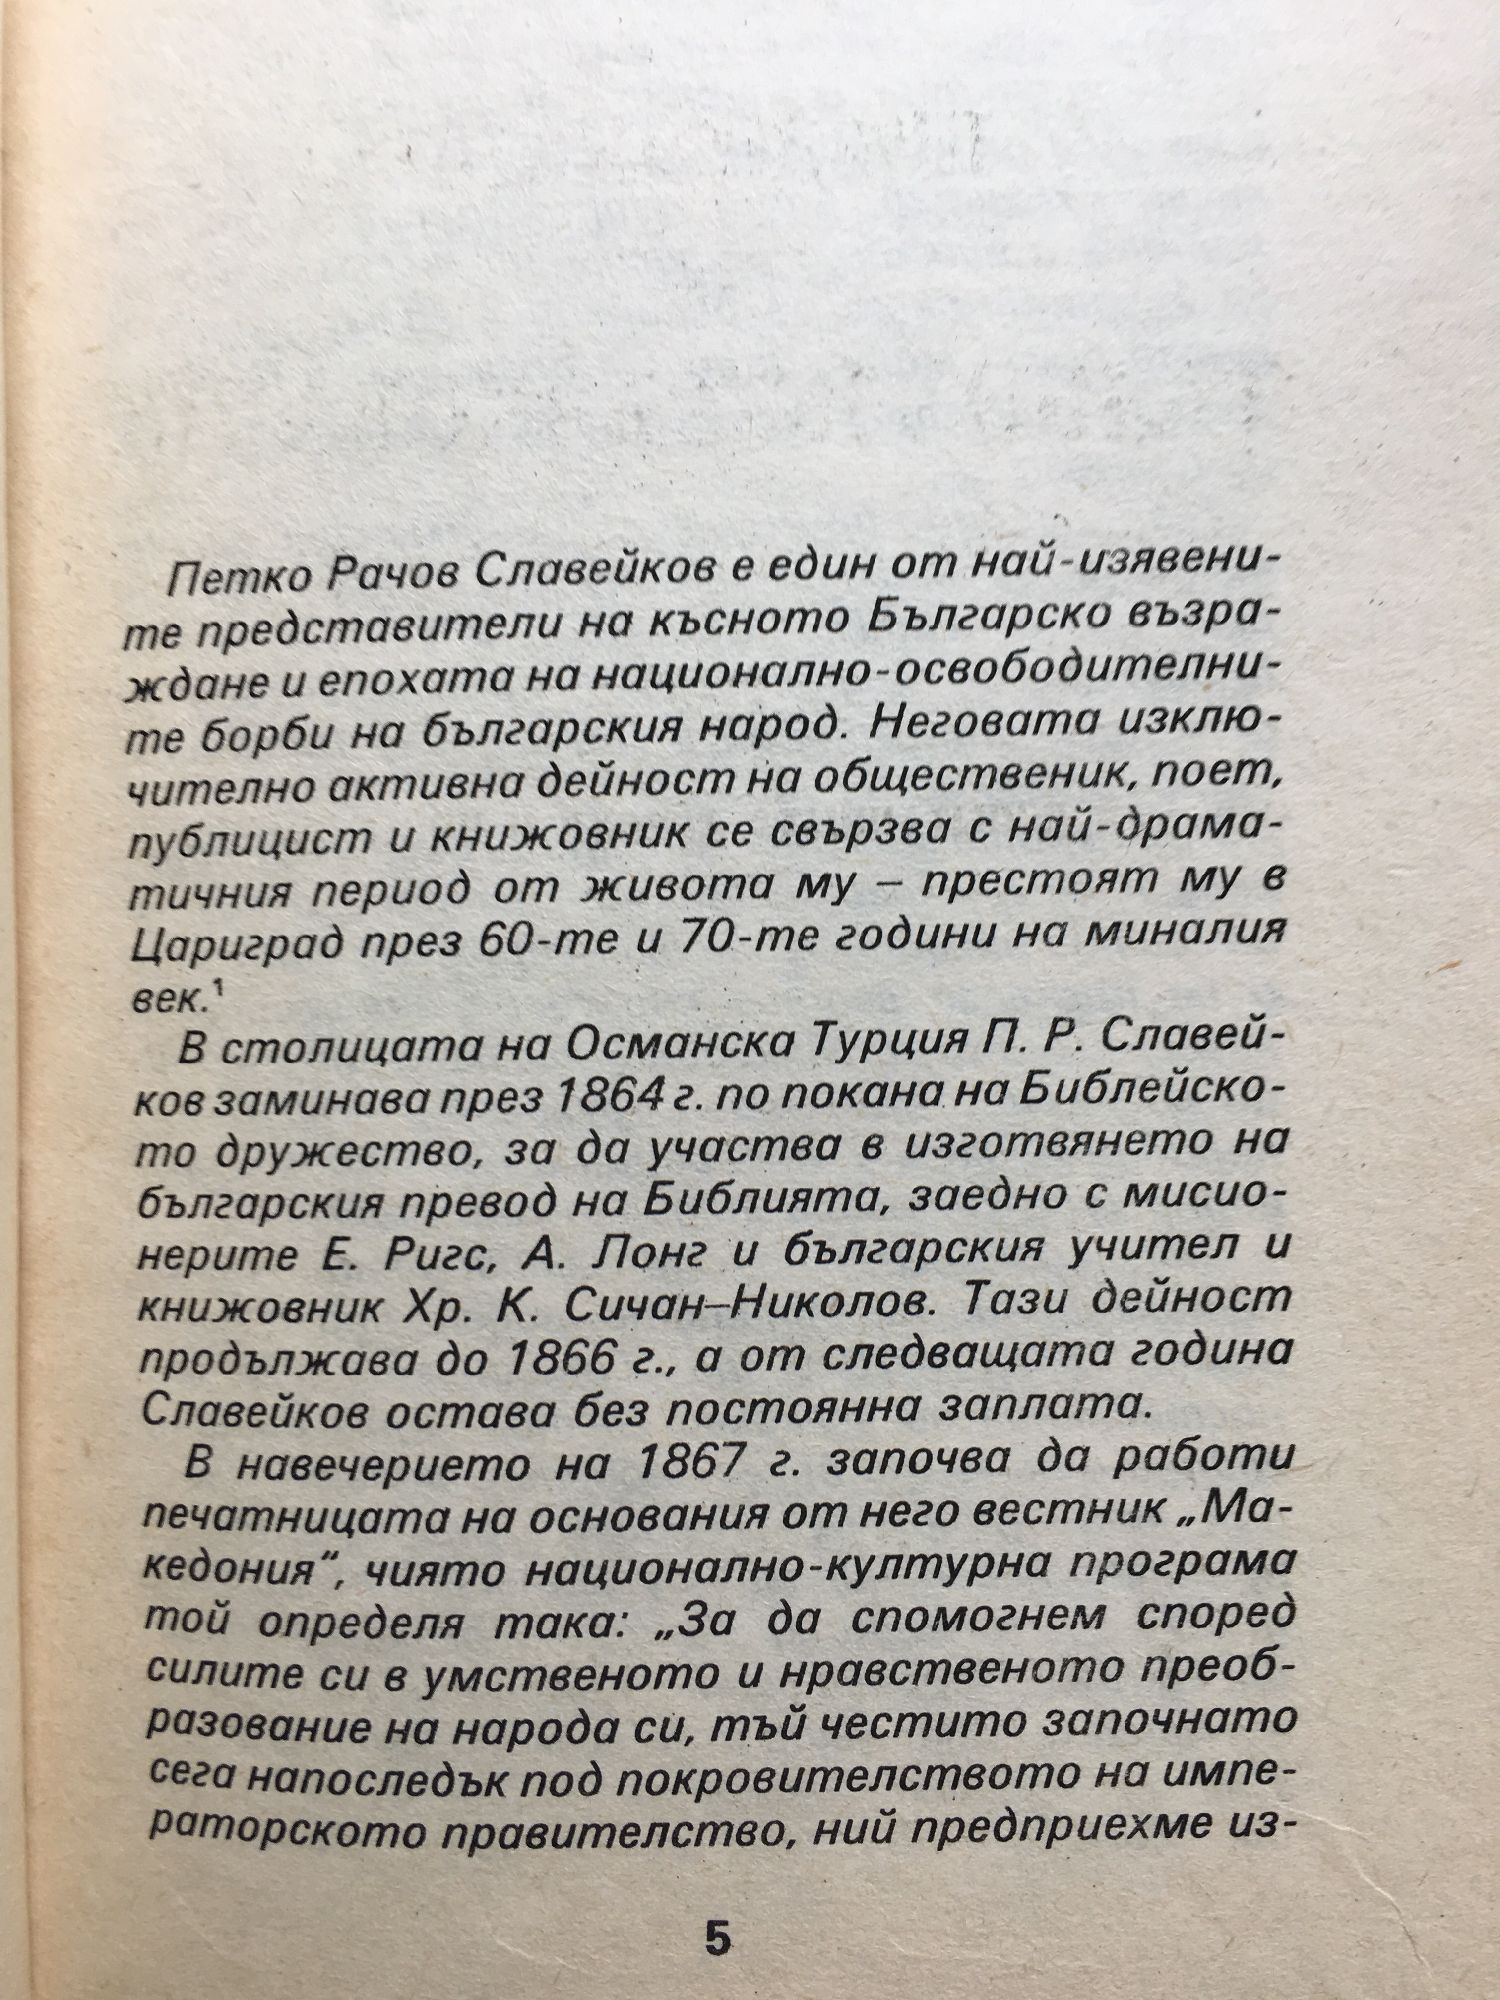 Петко Рачов Славейков е един от най-изявени-
те представители на късното Българско възра-
ждане и епохата на национално-освободителни-
те борби на българския народ. Неговата изклю-
чително активна дейност на общественик, поет,
публицист и книжовник се свързва с най-драма-
тичния период от живота му – престоят му в
Цариград през 60-те и 70-те години на миналия
век.¹
В столицата на Османска Турция П. Р. Славей-
ков заминава през 1864 г. по покана на Библейско-
то дружество, за да участва в изготвянето на
българския превод на Библията, заедно с мисио-
нерите Е. Ригс, А. Лонг и българския учител и
книжовник Хр. К. Сичан–Николов. Тази дейност
продължава до 1866 г., а от следващата година
Славейков остава без постоянна заплата.
В навечерието на 1867 г. започва да работи
печатницата на основания от него вестник „Ма-
кедония“, чиято национално-културна програма
той определя така: „За да спомогнем според
силите си в умственото и нравственото преоб-
разование на народа си, тъй честито започнато
сега напоследък под покровителството на импе-
раторското правителство, ний предприехме из-
5